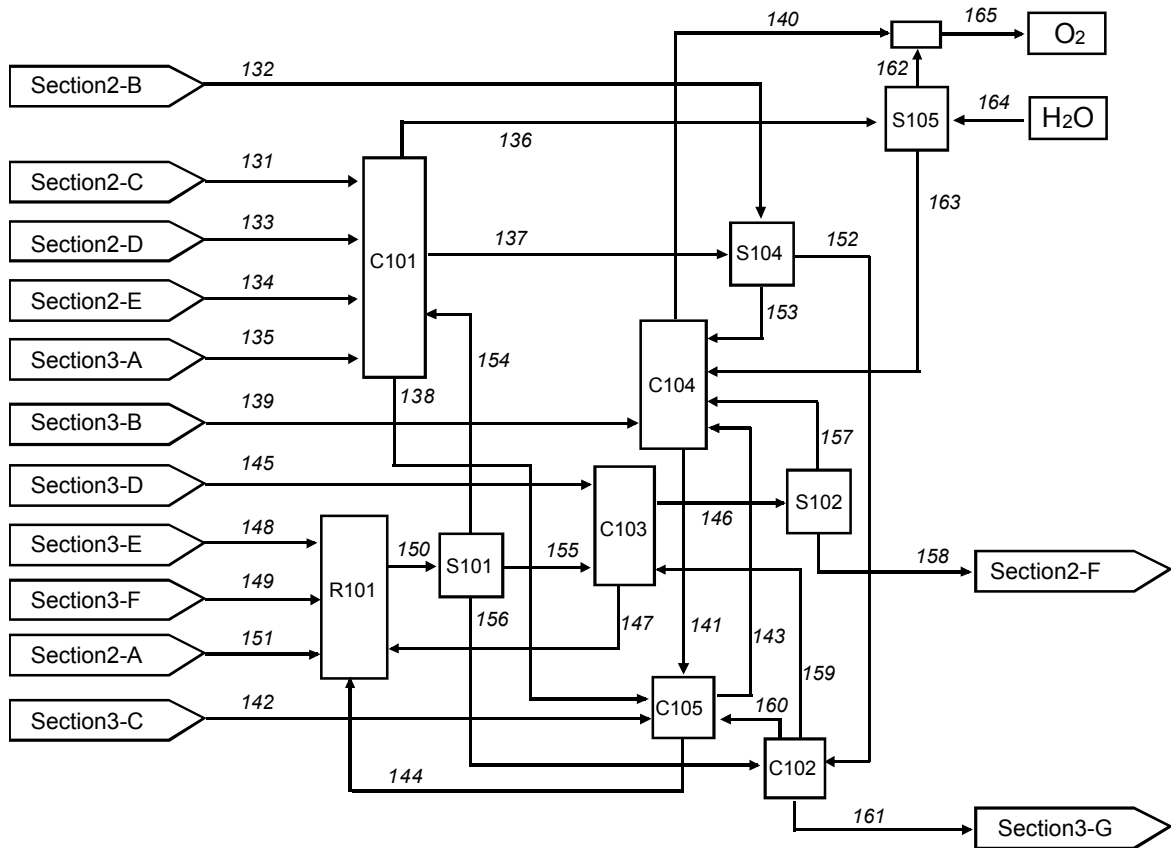 140
165
O2
Section2-B
132
162
S105
164
H2O
136
Section2-C
131
163
Section2-D
133
C101
137
S104
152
Section2-E
134
153
Section3-A
135
154
C104
138
Section3-B
139
157
Section3-D
145
C103
146
S102
Section3-E
148
150
S101
155
158
Section2-F
Section3-F
149
R101
156
147
141
143
Section2-A
151
159
Section3-C
142
C105
160
144
C102
161
Section3-G